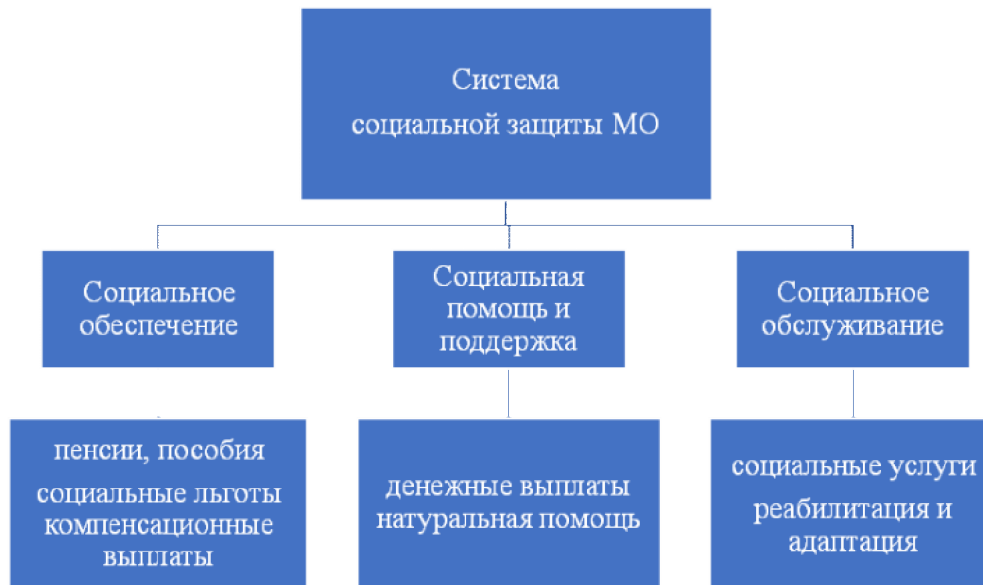 Система
социальной защиты МО
Социальное
обеспечение
Социальная
помощь и
поддержка
Социальное
обслуживание
пенсии, пособия
социальные льготы
компенсационные
выплаты
денежные выплаты
натуральная помощь
социальные услуги
реабилитация и
адаптация